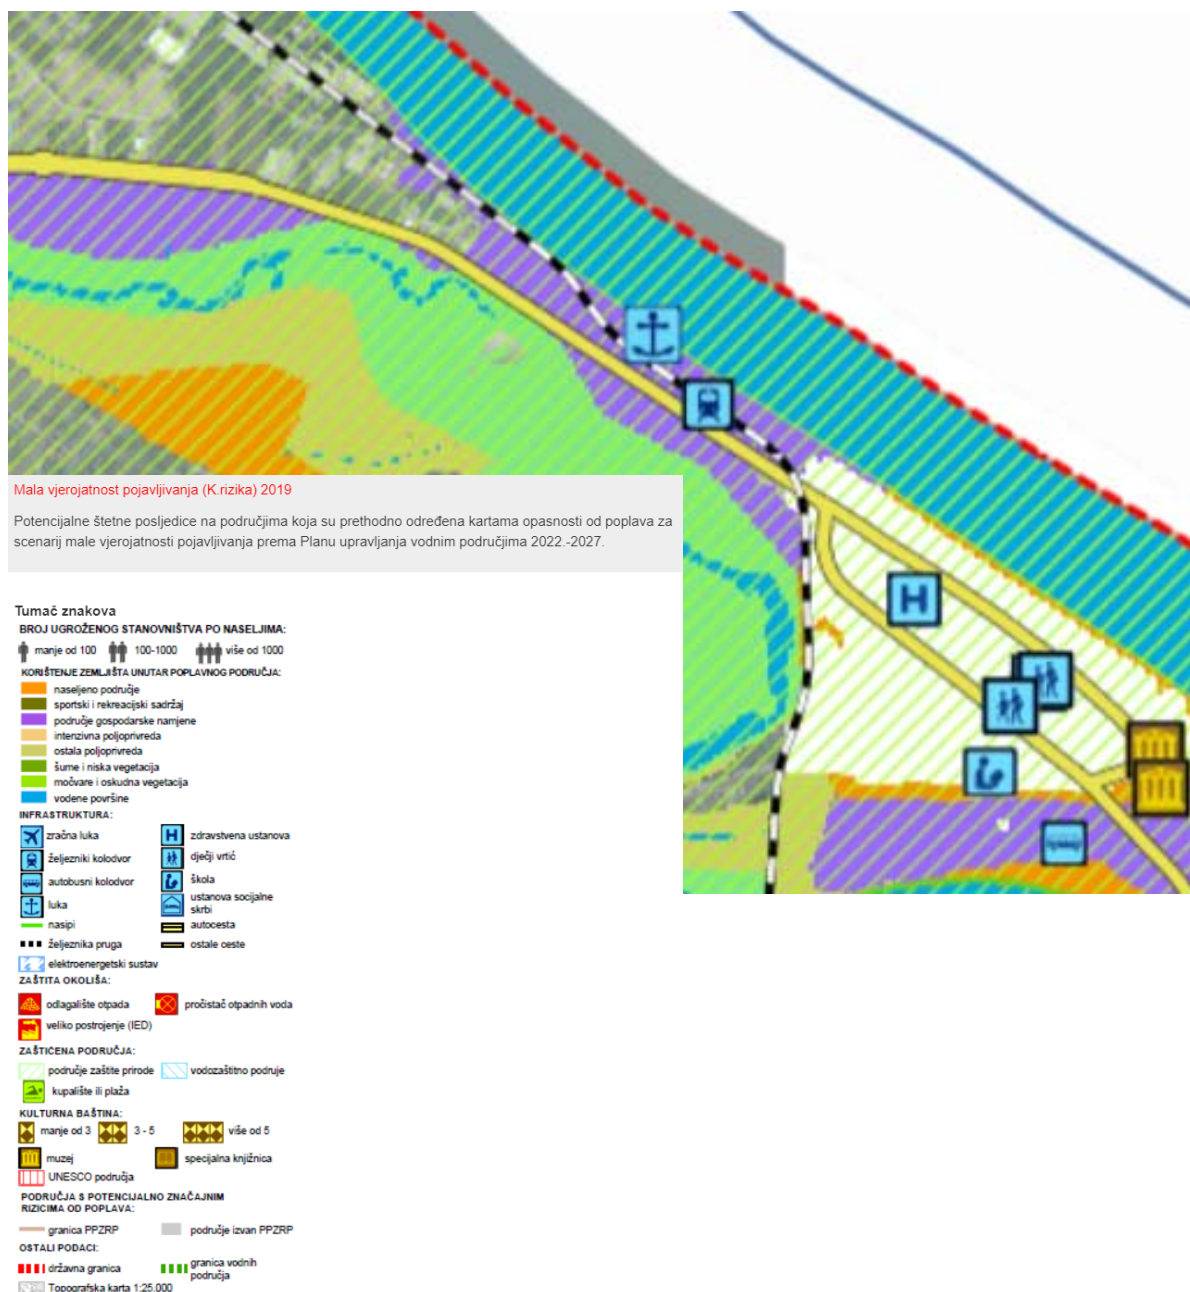 H
Mala vjerojatnost pojavljivanja (K.rizika) 2019
Potencijalne štetne posljedice na područjima koja su prethodno određena kartama opasnosti od poplava za
scenarij male vjerojatnosti pojavljivanja prema Planu upravljanja vodnim područjima 2022.-2027.
Tumač znakova
BROJ UGROŽENOG STANOVNIŠTVA PO NASELJIMA:
manje od 100 100-1000 više od 1000
KORIŠTENJE ZEMLJIŠTA UNUTAR POPLAVNOG PODRUČJA:
naseljeno područje
sportski i rekreacijski sadržaj
područje gospodarske namjene
intenzivna poljoprivreda
ostala poljoprivreda
šume i niska vegetacija
močvare i oskudna vegetacija
vodene površine
INFRASTRUKTURA:
zračna luka H zdravstvena ustanova
željezniki kolodvor dječji vrtić
autobusni kolodvor škola
luka ustanova socijalne
skrbi
nasipi autocesta
željeznika pruga ostale ceste
elektroenergetski sustav
ZAŠTITA OKOLIŠA:
odlagalište otpada pročistač otpadnih voda
veliko postrojenje (IED)
ZAŠTIĆENA PODRUČJA:
područje zaštite prirode vodozaštitno podruje
kupalište ili plaža
KULTURNA BAŠTINA:
manje od 3 3 - 5 više od 5
muzej specijalna knjižnica
UNESCO područja
PODRUČJA S POTENCIJALNO ZNAČAJNIM
RIZICIMA OD POPLAVA:
granica PPZRP područje izvan PPZRP
OSTALI PODACI:
državna granica granica vodnih
područja
Topografska karta 1:25.000